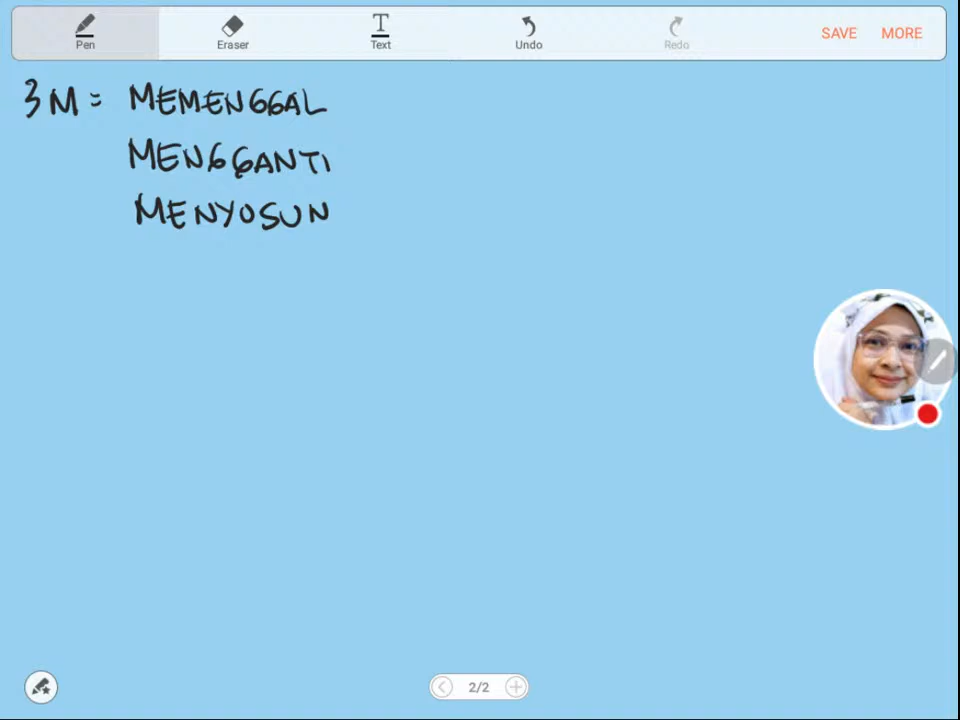 Pen
Eraser
Text
Undo
Redo
SAVE
MORE
3M = MEMENGGAL
MENGGANTI
MENYUSUN
2/2